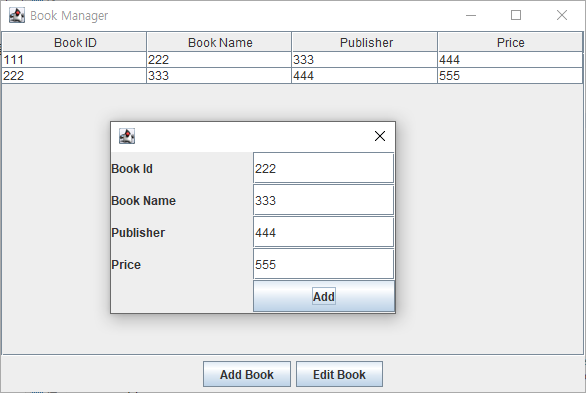 Book Manager
Book ID Book Name Publisher Price
111 222 333 444
222 333 444 555
Book Id 222
Book Name 333
Publisher 444
Price 555
Add
Add Book Edit Book